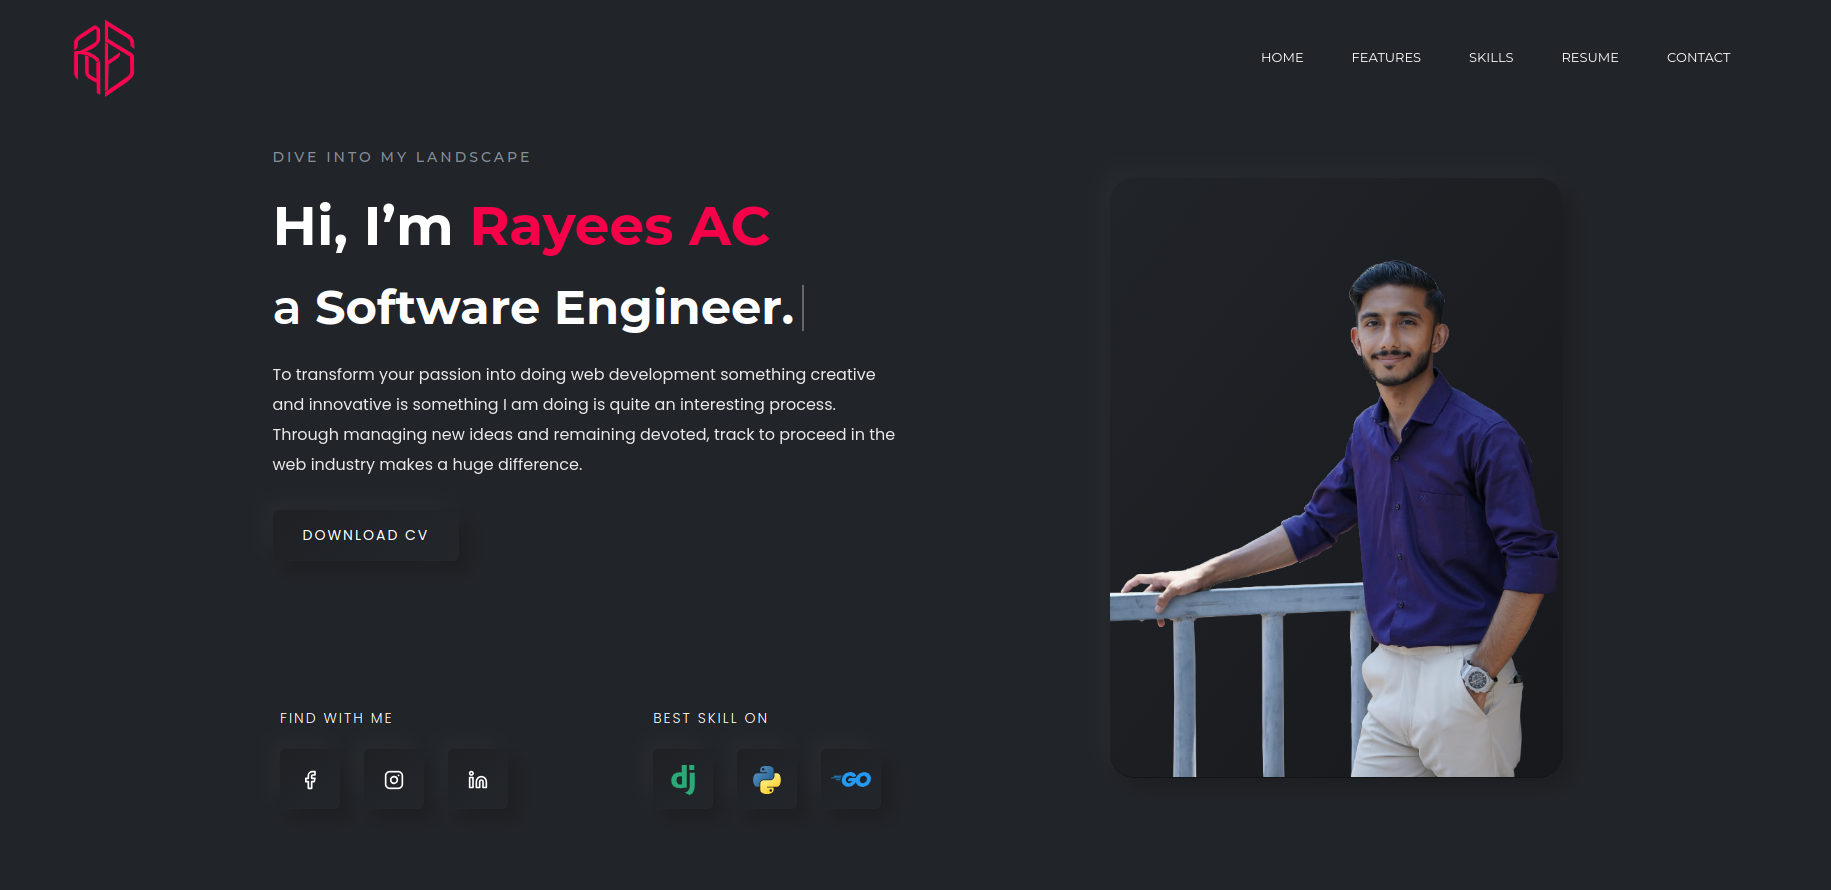 HOME FEATURES SKILLS RESUME CONTACT
DIVE INTO MY LANDSCAPE
Hi, I’m Rayees AC
a Software Engineer.
To transform your passion into doing web development something creative
and innovative is something I am doing is quite an interesting process.
Through managing new ideas and remaining devoted, track to proceed in the
web industry makes a huge difference.
DOWNLOAD CV
FIND WITH ME
BEST SKILL ON
dj
GO